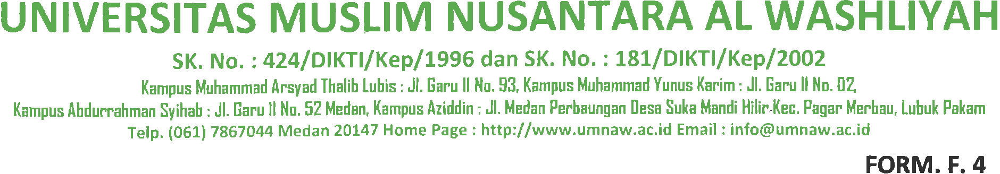 UNIVERSITAS MUSLIM NUSANTARA AL WASHLIYAH
SK. No. : 424/DIKTI/Kep/1996 dan SK. No. : 181/DIKTI/Kep/2002
Kampus Muhammad Arsyad Thalib Lubis : Jl. Garu II No. 93, Kampus Muhammad Yunus Karim : Jl. Garu II No. 02,
Kampus Abdurrahman Syihab : Jl. Garu II No. 52 Medan, Kampus Aziddin : Jl. Medan Perbaungan Desa Suka Mandi Hilir Kec. Pagar Merbau, Lubuk Pakam
Telp. (061) 7867044 Medan 20147 Home Page : http://www.umnaw.ac.id Email : info@umnaw.ac.id
FORM. F. 4